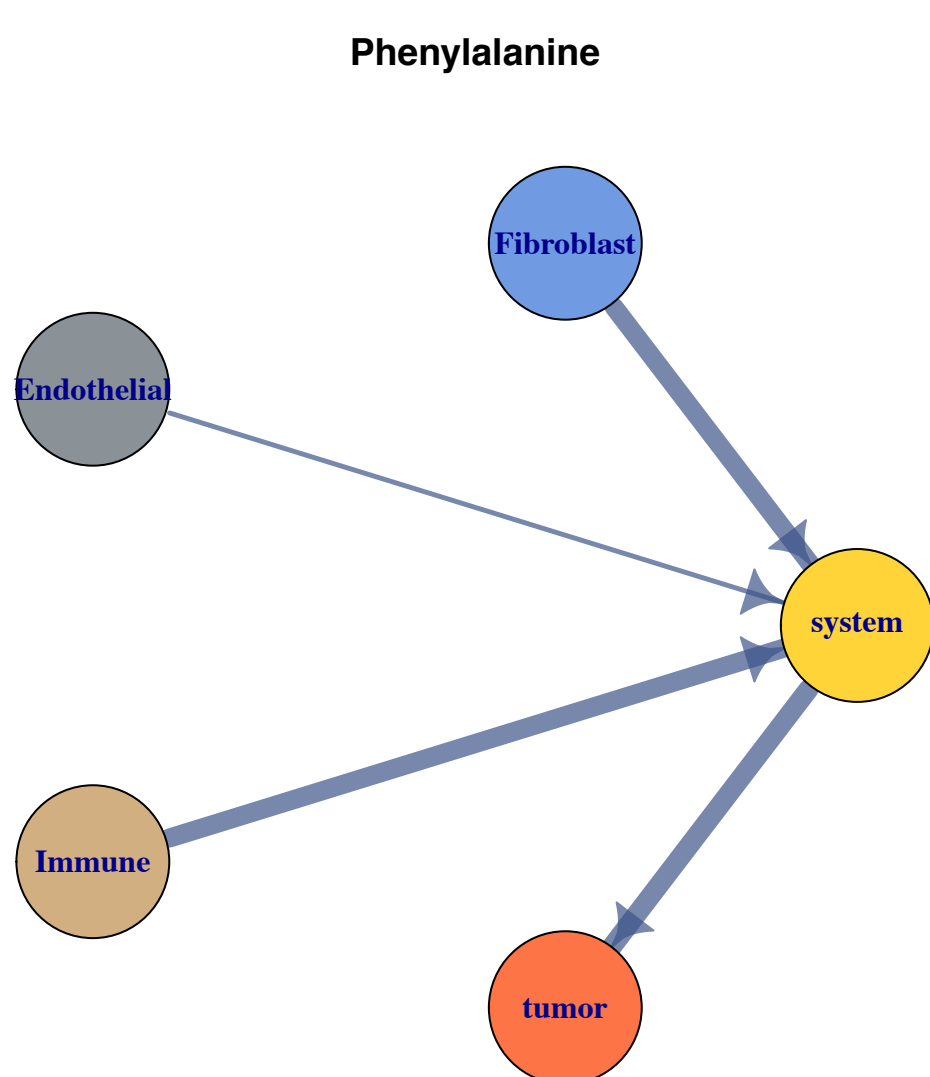 Phenylalanine
Fibroblast
Endothelial
system
Immune
tumor